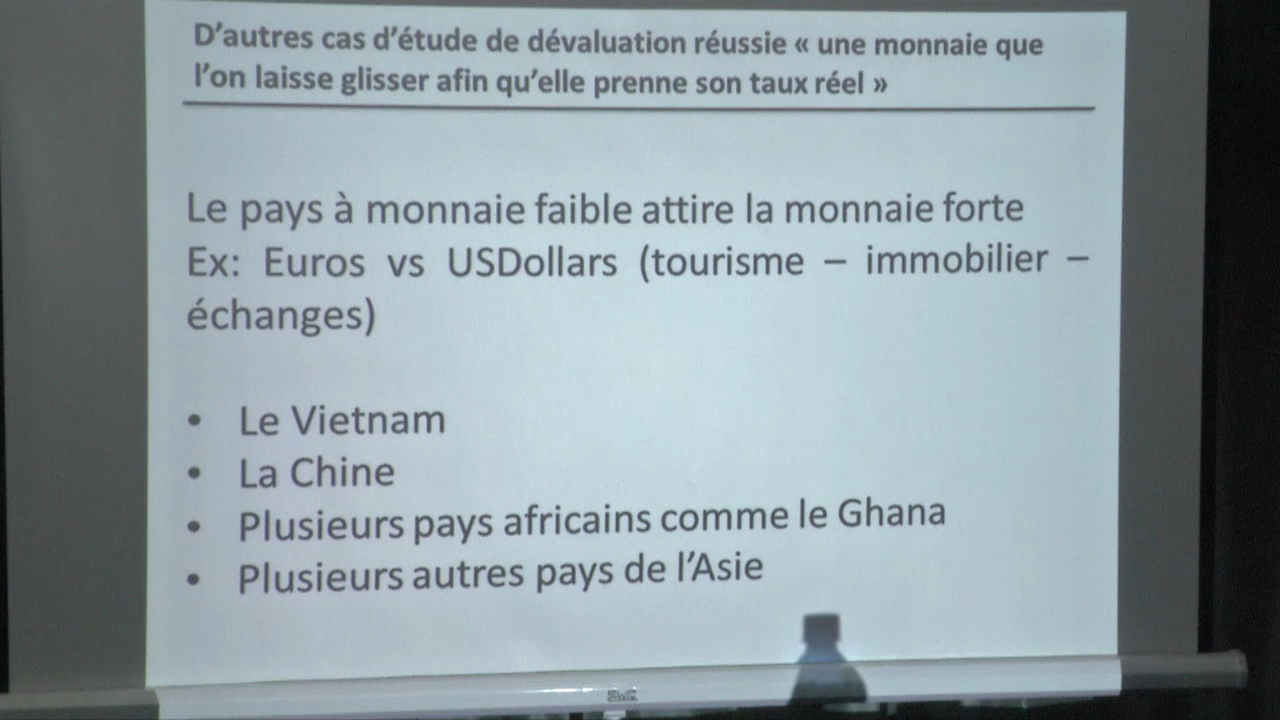 D'autres cas d'étude de dévaluation réussie « une monnaie que
l'on laisse glisser afin qu'elle prenne son taux réel »
Le pays à monnaie faible attire la monnaie forte
Ex: Euros vs USDollars (tourisme – immobilier –
échanges)
• Le Vietnam
• La Chine
• Plusieurs pays africains comme le Ghana
• Plusieurs autres pays de l'Asie